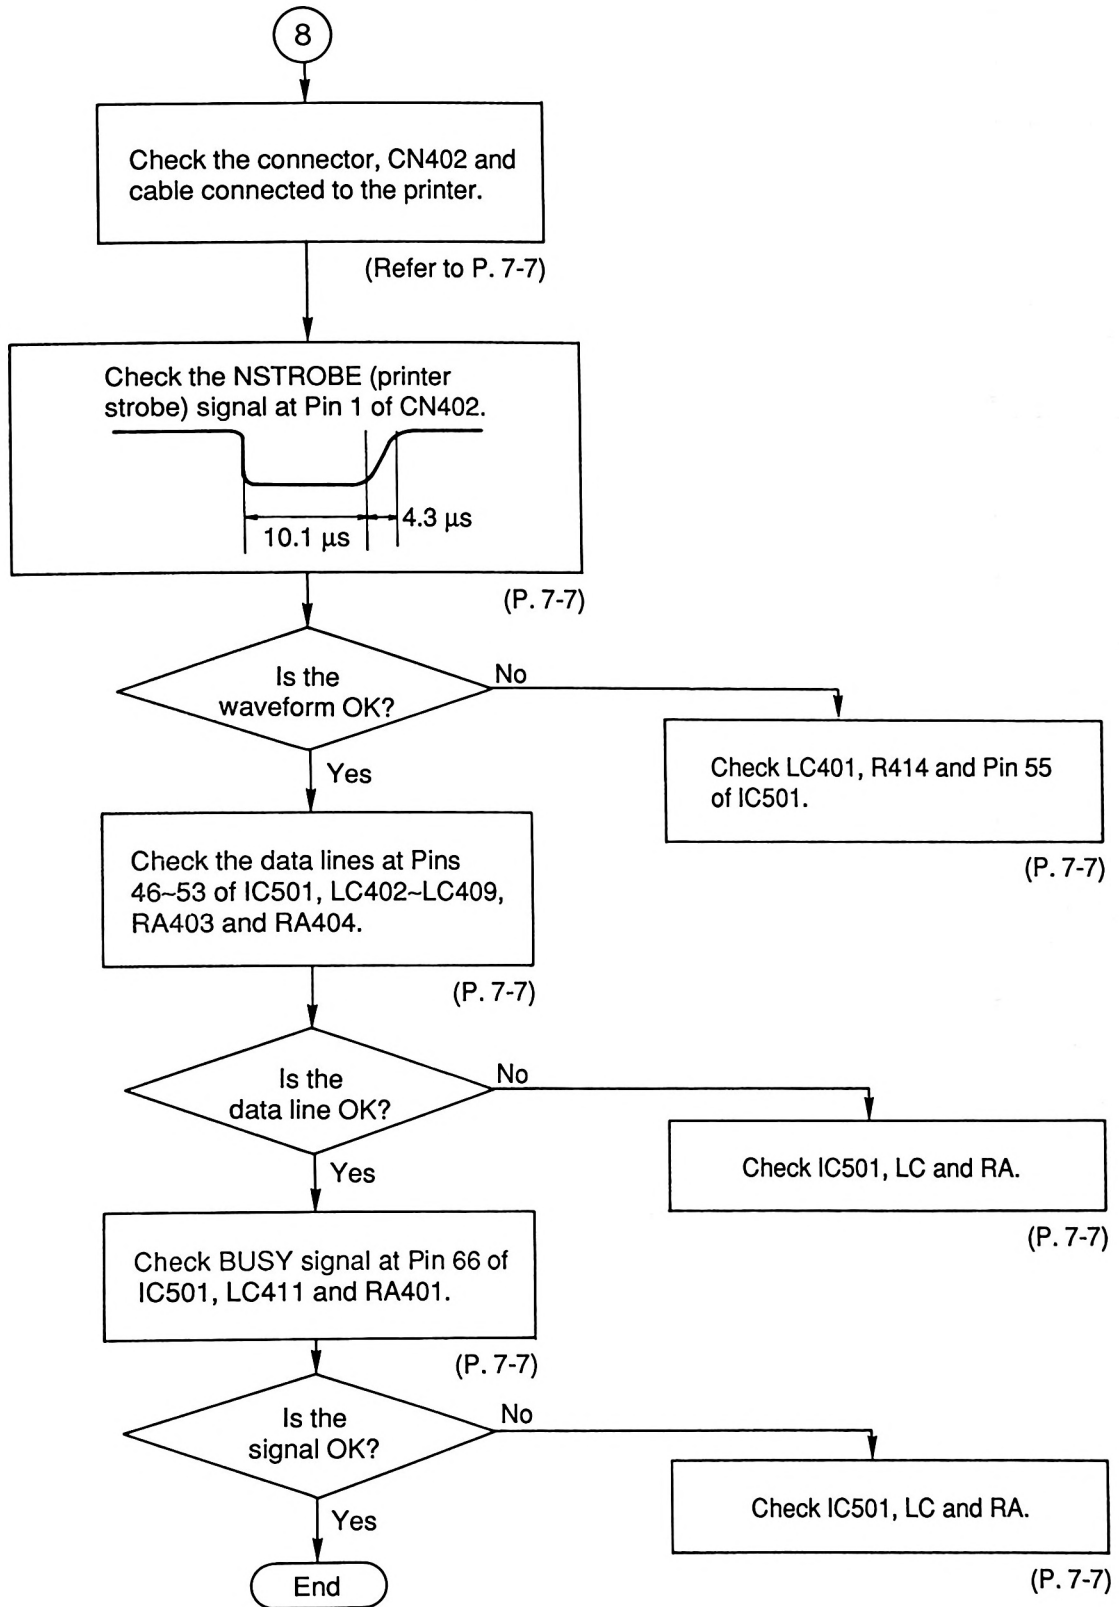 8
Check the connector, CN402 and
cable connected to the printer.
(Refer to P. 7-7)
Check the NSTROBE (printer
strobe) signal at Pin 1 of CN402.
4.3 μs
10.1 μs
(P. 7-7)
Is the
waveform OK?
No
Yes
Check LC401, R414 and Pin 55
of IC501.
(P. 7-7)
Check the data lines at Pins
46~53 of IC501, LC402~LC409,
RA403 and RA404.
(P. 7-7)
Is the
data line OK?
No
Yes
Check IC501, LC and RA.
(P. 7-7)
Check BUSY signal at Pin 66 of
IC501, LC411 and RA401.
(P. 7-7)
Is the
signal OK?
No
Yes
Check IC501, LC and RA.
(P. 7-7)
End